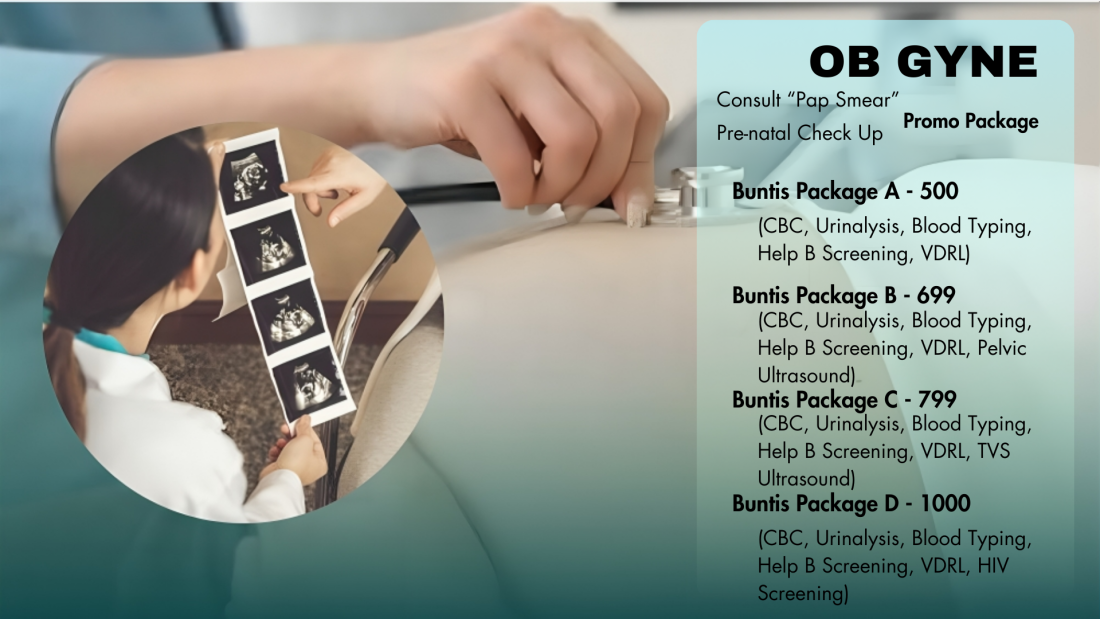 OB GYNE
Consult “Pap Smear”
Pre-natal Check Up
Promo Package
Buntis Package A - 500
(CBC, Urinalysis, Blood Typing,
Help B Screening, VDRL)
Buntis Package B - 699
(CBC, Urinalysis, Blood Typing,
Help B Screening, VDRL, Pelvic
Ultrasound)
Buntis Package C - 799
(CBC, Urinalysis, Blood Typing,
Help B Screening, VDRL, TVS
Ultrasound)
Buntis Package D - 1000
(CBC, Urinalysis, Blood Typing,
Help B Screening, VDRL, HIV
Screening)